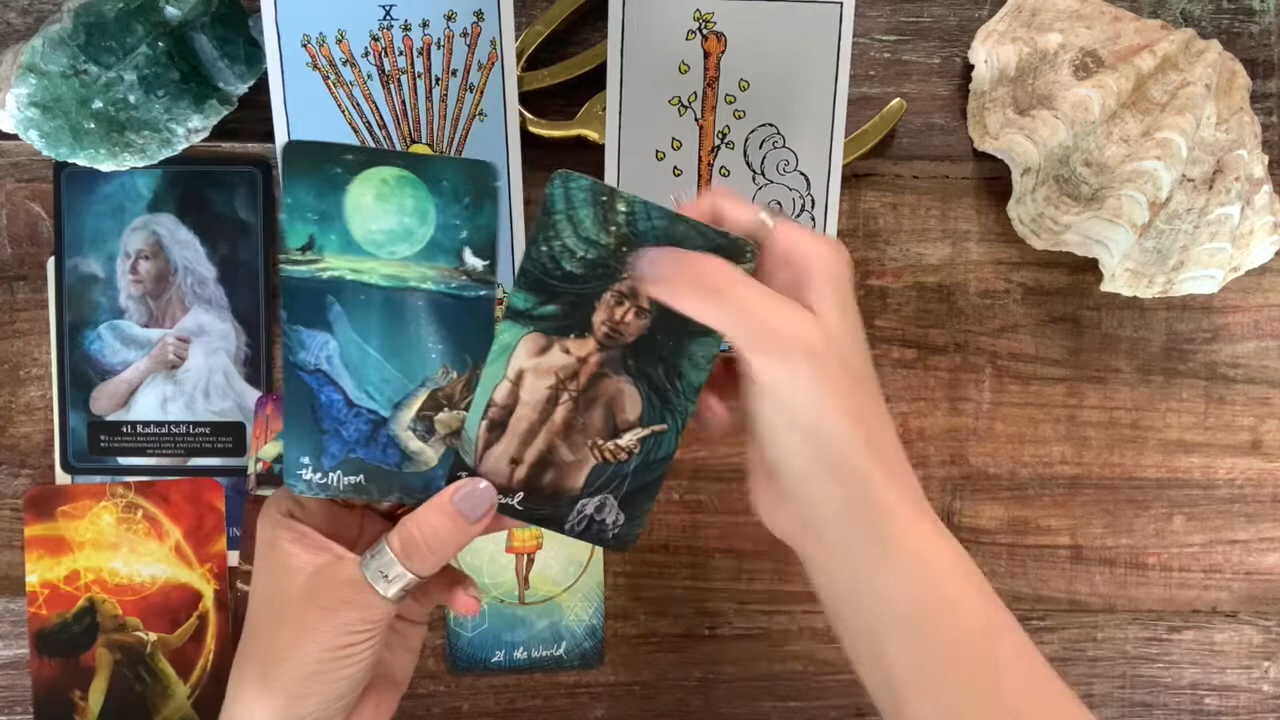 X
41. Radical Self-Love
We can only receive love to the extent that
we unconditionally love and live the truth
of ourselves.
18.
the Moon
21. the World